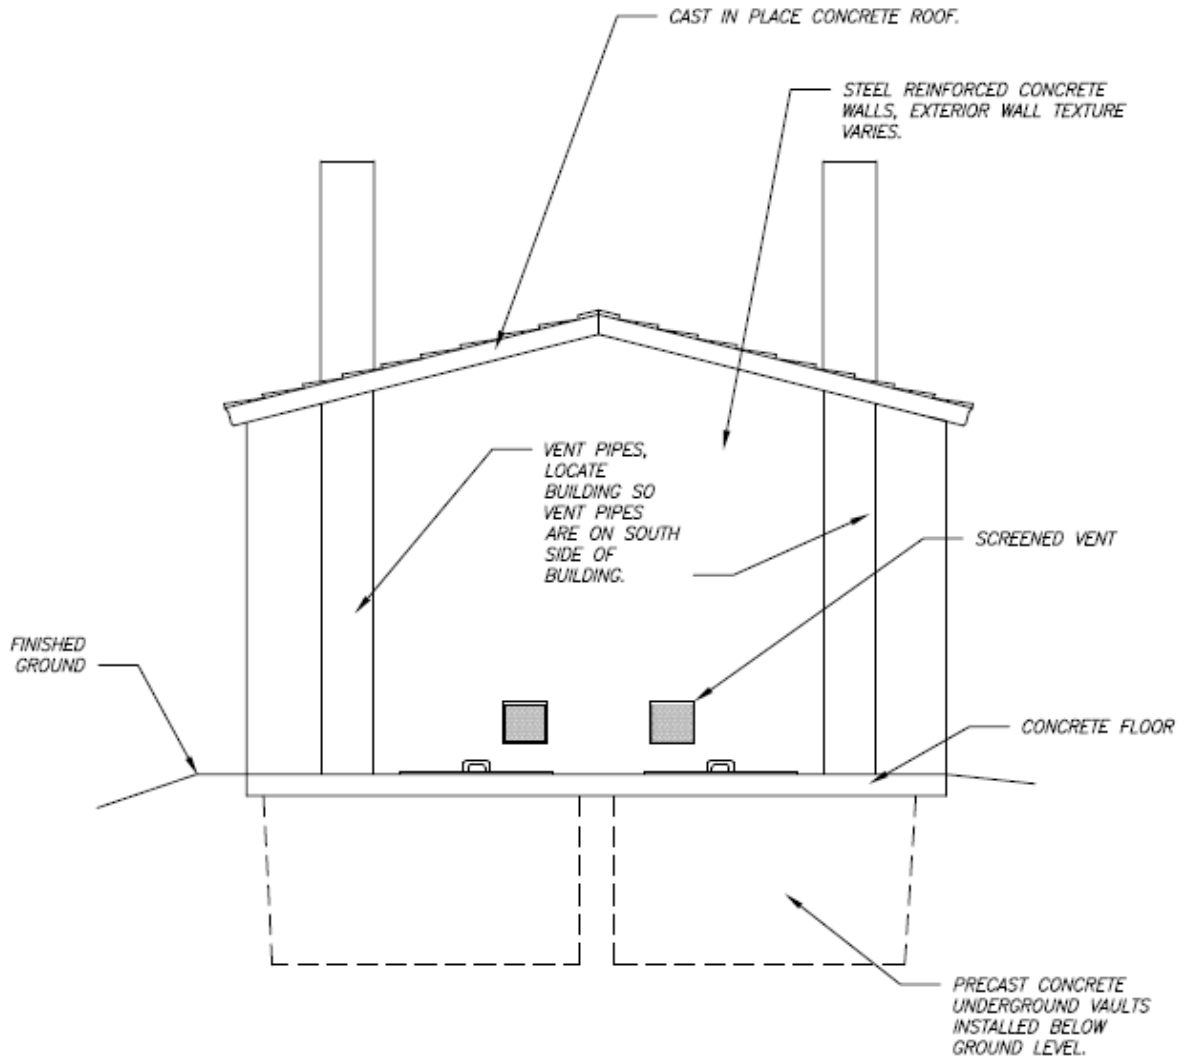 CAST IN PLACE CONCRETE ROOF.
STEEL REINFORCED CONCRETE
WALLS, EXTERIOR WALL TEXTURE
VARIES.
VENT PIPES,
LOCATE
BUILDING SO
VENT PIPES
ARE ON SOUTH
SIDE OF
BUILDING.
SCREENED VENT
FINISHED
GROUND
CONCRETE FLOOR
PRECAST CONCRETE
UNDERGROUND VAULTS
INSTALLED BELOW
GROUND LEVEL.